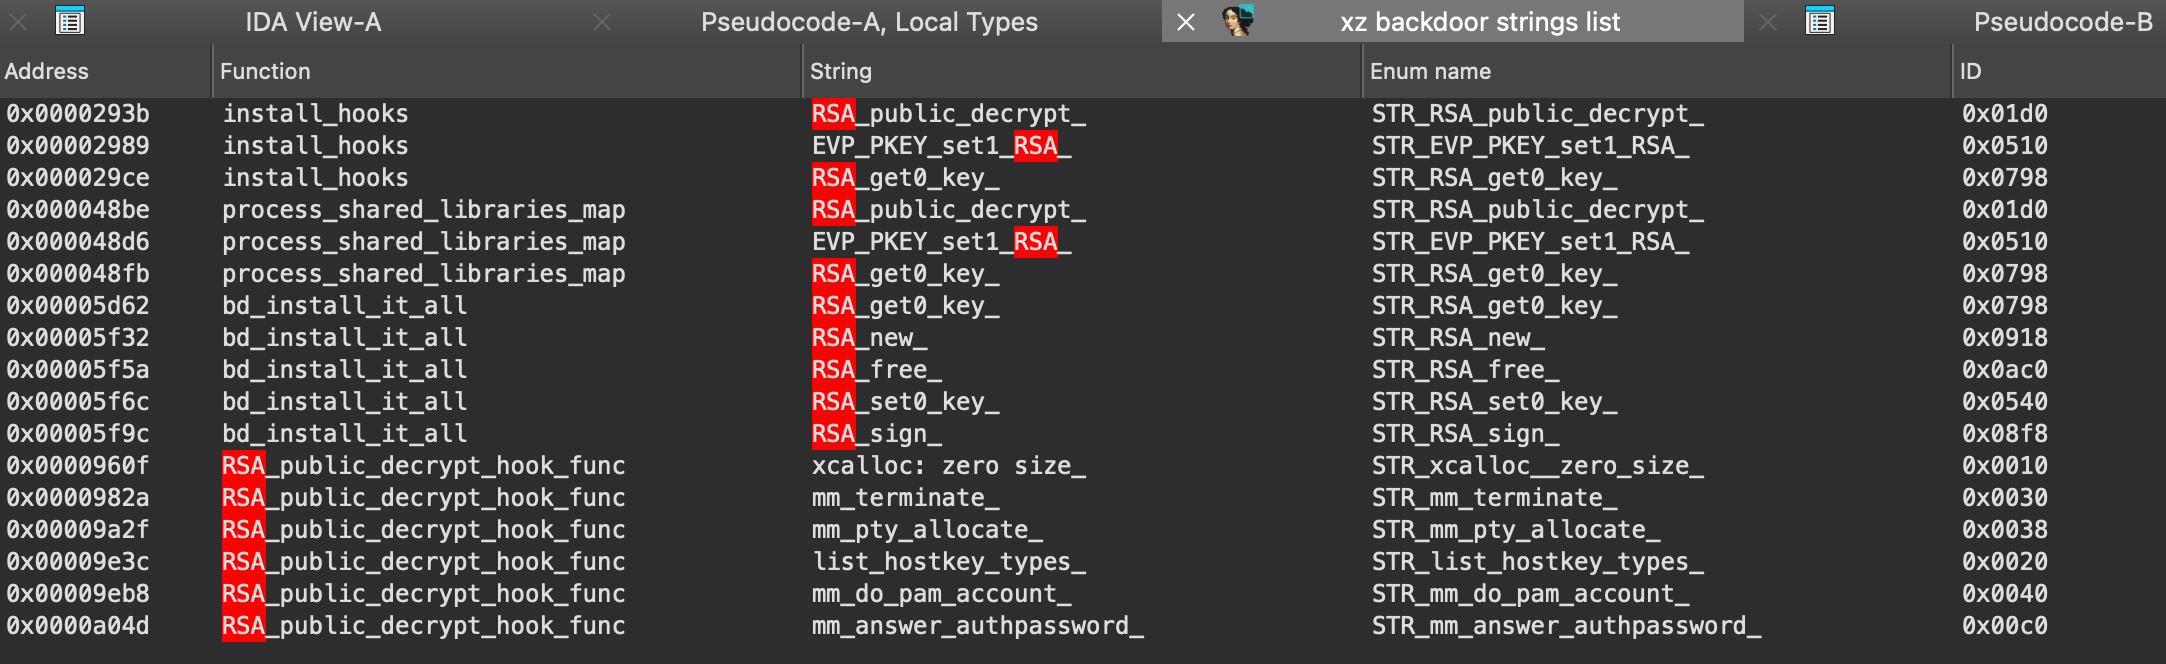 IDA View-A Pseudocode-A, Local Types xz backdoor strings list Pseudocode-B
Address Function String Enum name ID
0x0000293b install_hooks RSA_public_decrypt_ STR_RSA_public_decrypt_ 0x01d0
0x00002989 install_hooks EVP_PKEY_set1_RSA_ STR_EVP_PKEY_set1_RSA_ 0x0510
0x000029ce install_hooks RSA_get0_key_ STR_RSA_get0_key_ 0x0798
0x000048be process_shared_libraries_map RSA_public_decrypt_ STR_RSA_public_decrypt_ 0x01d0
0x000048d6 process_shared_libraries_map EVP_PKEY_set1_RSA_ STR_EVP_PKEY_set1_RSA_ 0x0510
0x000048fb process_shared_libraries_map RSA_get0_key_ STR_RSA_get0_key_ 0x0798
0x00005d62 bd_install_it_all RSA_get0_key_ STR_RSA_get0_key_ 0x0798
0x00005f32 bd_install_it_all RSA_new_ STR_RSA_new_ 0x0918
0x00005f5a bd_install_it_all RSA_free_ STR_RSA_free_ 0x0ac0
0x00005f6c bd_install_it_all RSA_set0_key_ STR_RSA_set0_key_ 0x0540
0x00005f9c bd_install_it_all RSA_sign_ STR_RSA_sign_ 0x08f8
0x0000960f RSA_public_decrypt_hook_func xcalloc: zero size_ STR_xcalloc__zero_size_ 0x0010
0x0000982a RSA_public_decrypt_hook_func mm_terminate_ STR_mm_terminate_ 0x0030
0x00009a2f RSA_public_decrypt_hook_func mm_pty_allocate_ STR_mm_pty_allocate_ 0x0038
0x00009e3c RSA_public_decrypt_hook_func list_hostkey_types_ STR_list_hostkey_types_ 0x0020
0x00009eb8 RSA_public_decrypt_hook_func mm_do_pam_account_ STR_mm_do_pam_account_ 0x0040
0x0000a04d RSA_public_decrypt_hook_func mm_answer_authpassword_ STR_mm_answer_authpassword_ 0x00c0